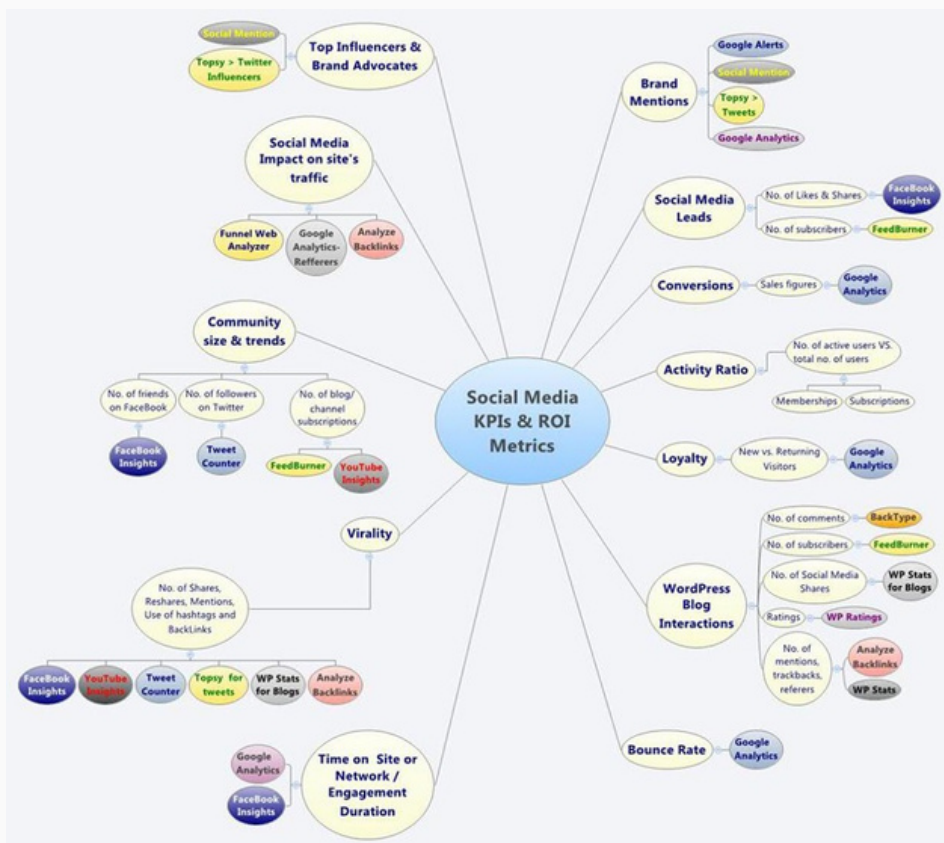 Social Media
KPIs & ROI
Metrics
Top Influencers &
Brand Advocates
Social Mention
Topsy > Twitter
Influencers
Social Media
Impact on site's
traffic
Funnel Web
Analyzer
Google
Analytics-
Refferers
Analyze
Backlinks
Community
size & trends
No. of friends
on FaceBook
FaceBook
Insights
No. of followers
on Twitter
Tweet
Counter
No. of blog/
channel
subscriptions
FeedBurner
YouTube
Insights
Virality
No. of Shares,
Reshares, Mentions,
Use of hashtags and
BackLinks
FaceBook
Insights
YouTube
Insights
Tweet
Counter
Topsy for
tweets
WP Stats
for Blogs
Analyze
Backlinks
Time on Site or
Network /
Engagement
Duration
Google
Analytics
FaceBook
Insights
Brand
Mentions
Google Alerts
Social Mention
Topsy >
Tweets
Google Analytics
Social Media
Leads
No. of Likes & Shares
FaceBook
Insights
No. of subscribers
FeedBurner
Conversions
Sales figures
Google
Analytics
Activity Ratio
No. of active users VS.
total no. of users
Memberships
Subscriptions
Loyalty
New vs. Returning
Visitors
Google
Analytics
WordPress
Blog
Interactions
No. of comments
BackType
No. of subscribers
FeedBurner
No. of Social Media
Shares
WP Stats
for Blogs
Ratings
WP Ratings
No. of
mentions,
trackbacks,
referers
Analyze
Backlinks
WP Stats
Bounce Rate
Google
Analytics